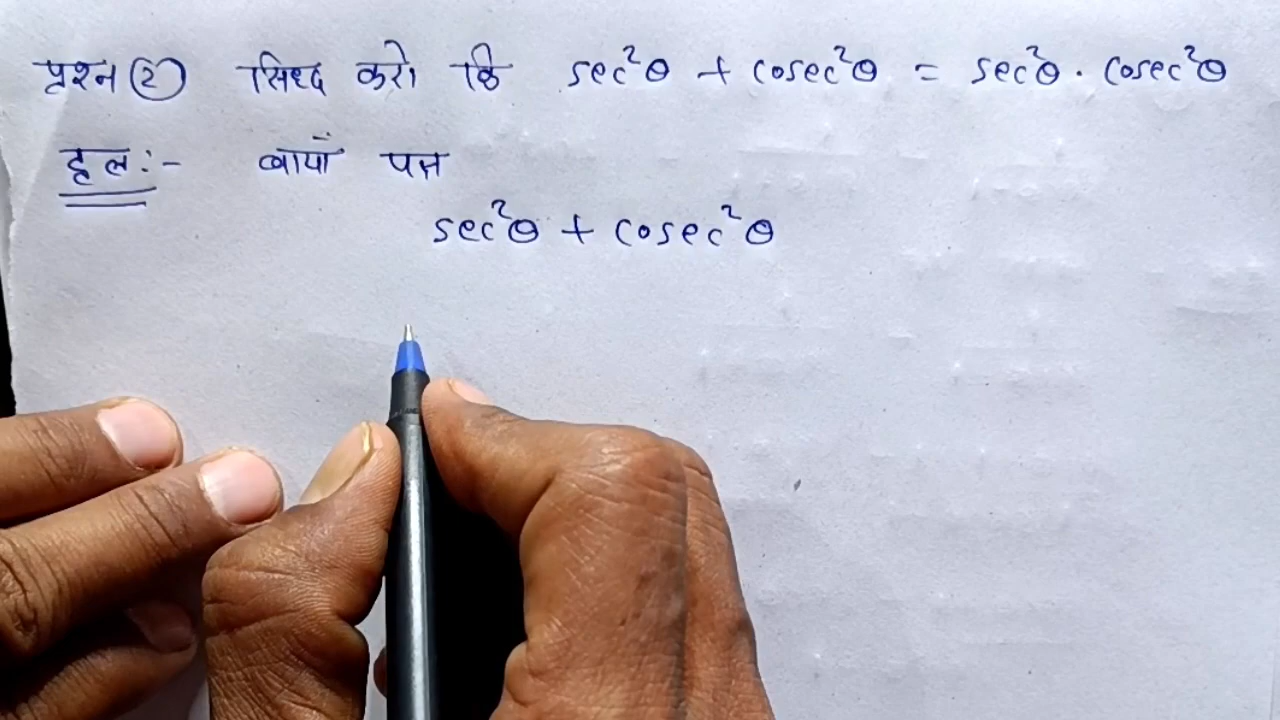 प्रश्न (2) सिध्द करो कि sec²θ + cosec²θ = sec²θ . cosec²θ
हल :- बायाँ पक्ष
sec²θ + cosec²θ